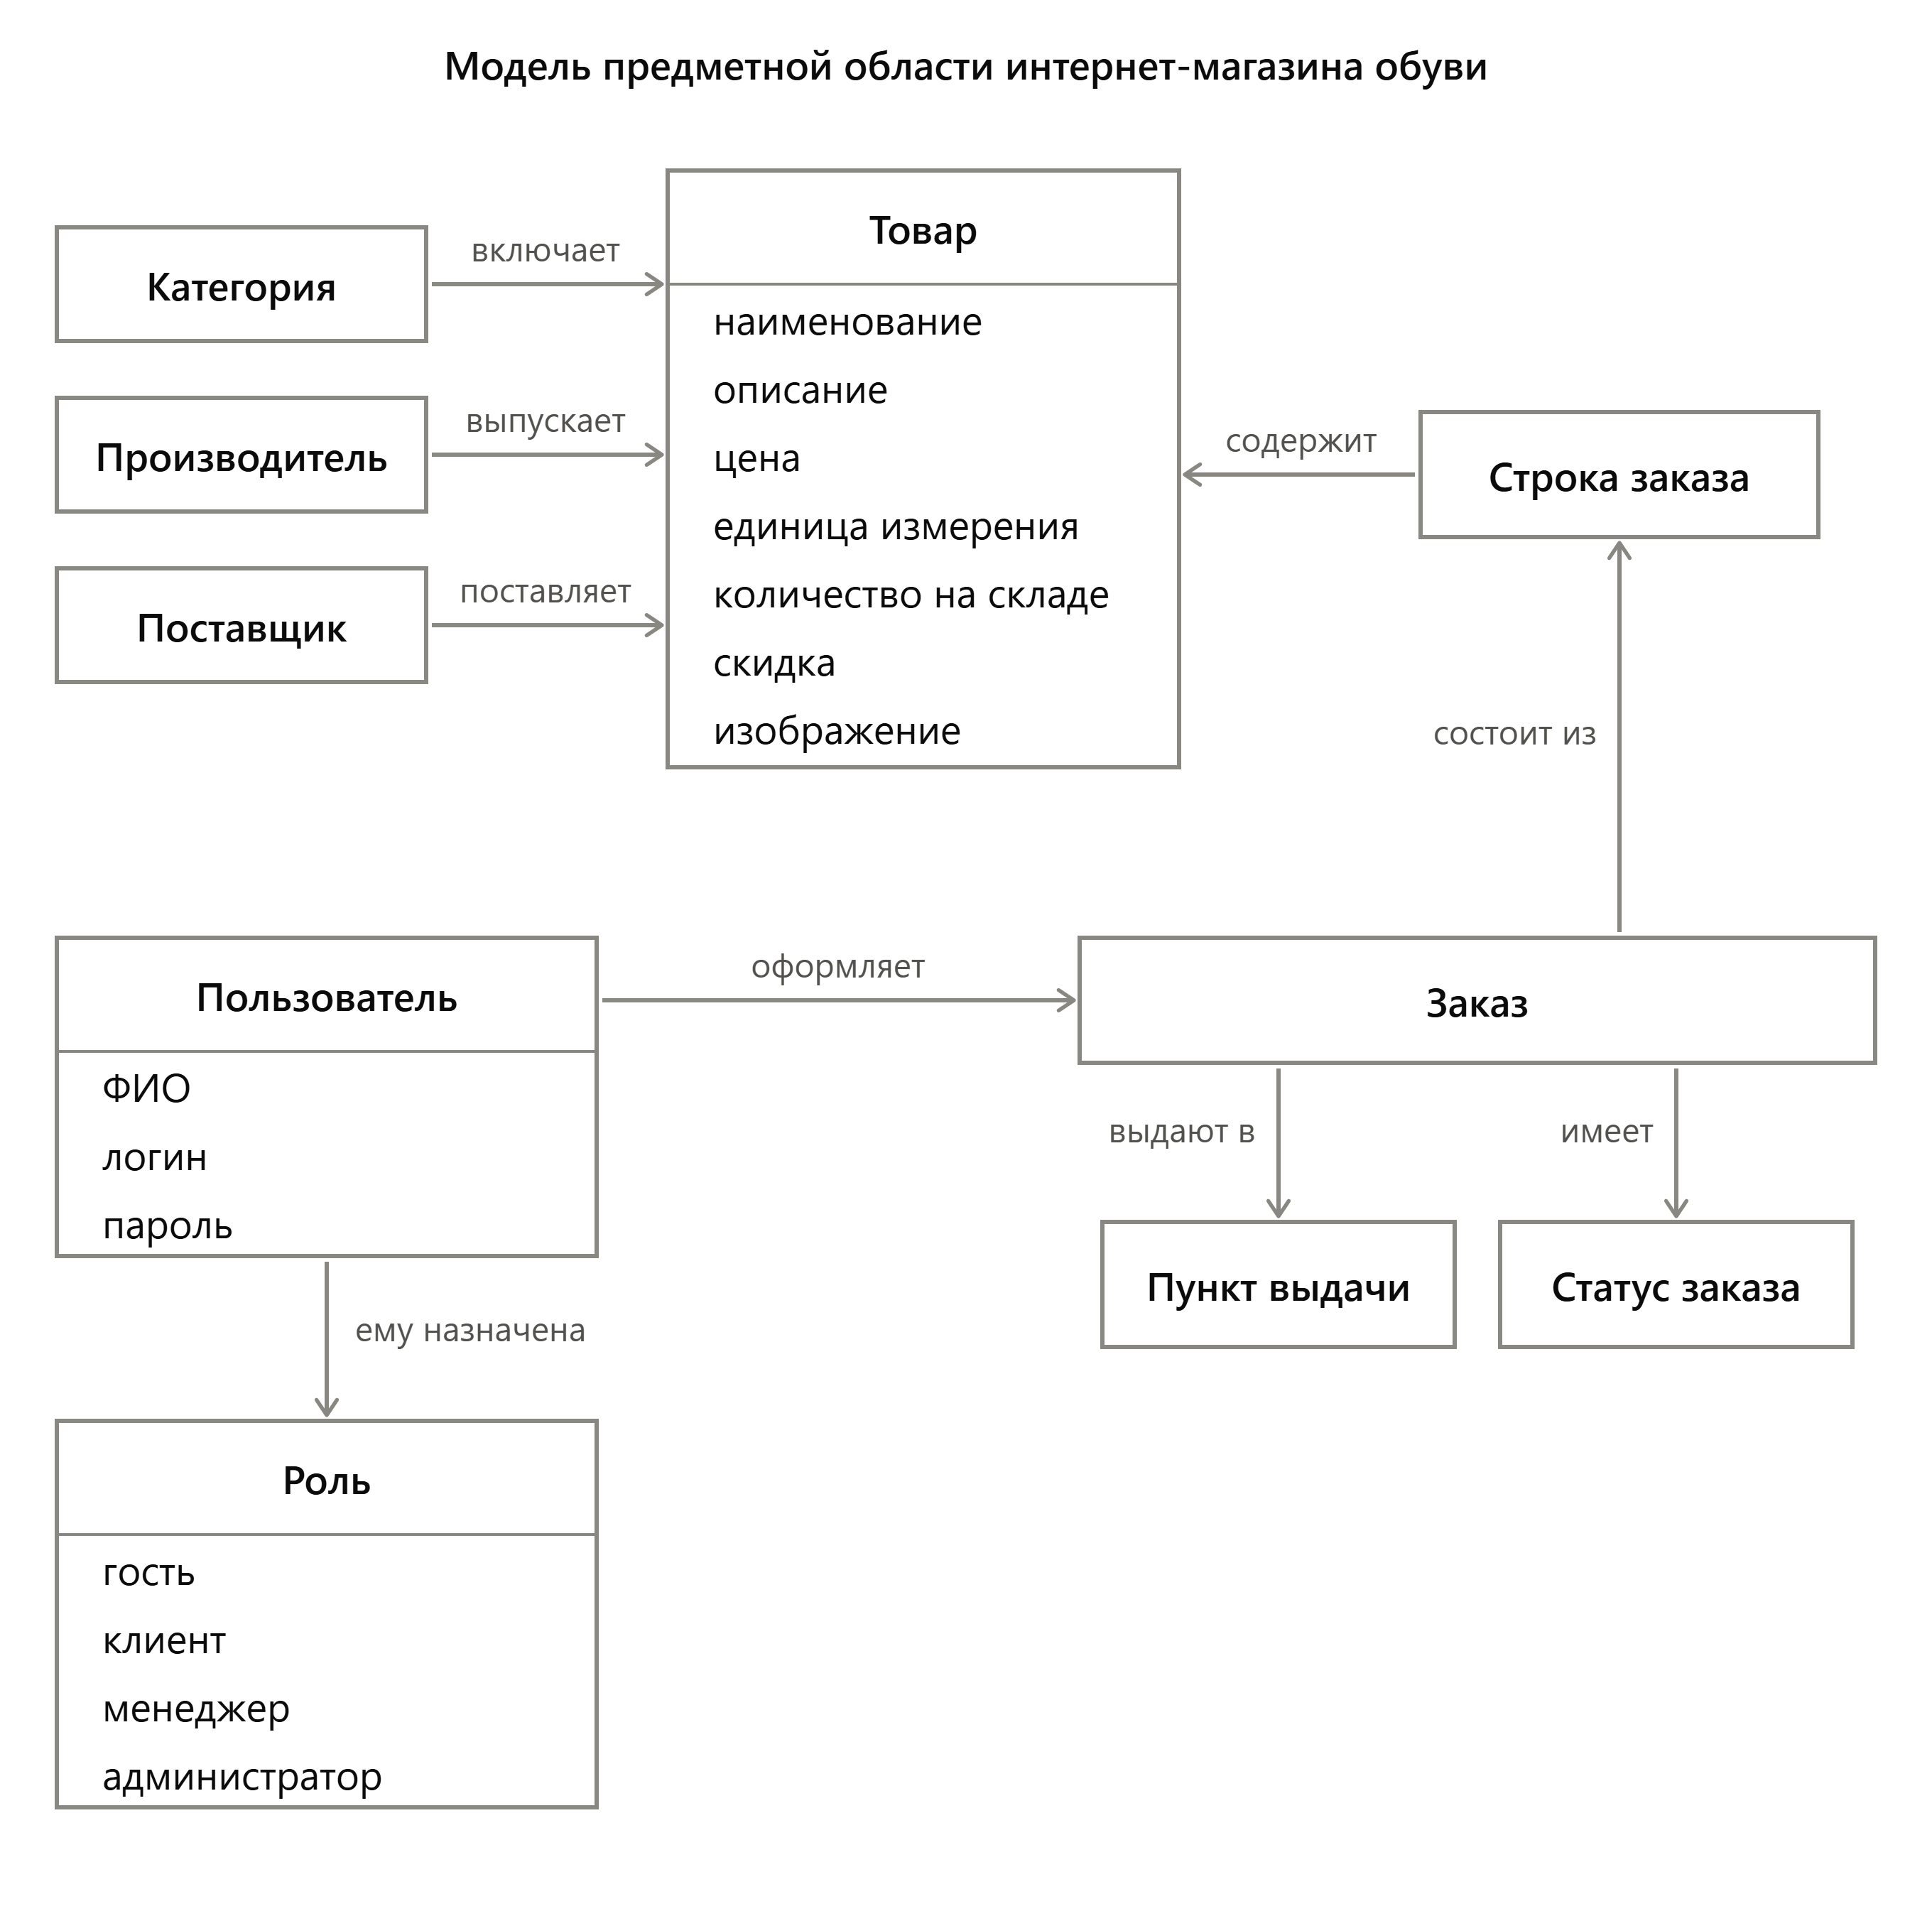 Модель предметной области интернет-магазина обуви
Категория
включает
Производитель
выпускает
Поставщик
поставляет
Товар
наименование
описание
цена
единица измерения
количество на складе
скидка
изображение
содержит
Строка заказа
состоит из
Пользователь
ФИО
логин
пароль
оформляет
Заказ
выдают в
имеет
Пункт выдачи
Статус заказа
ему назначена
Роль
гость
клиент
менеджер
администратор